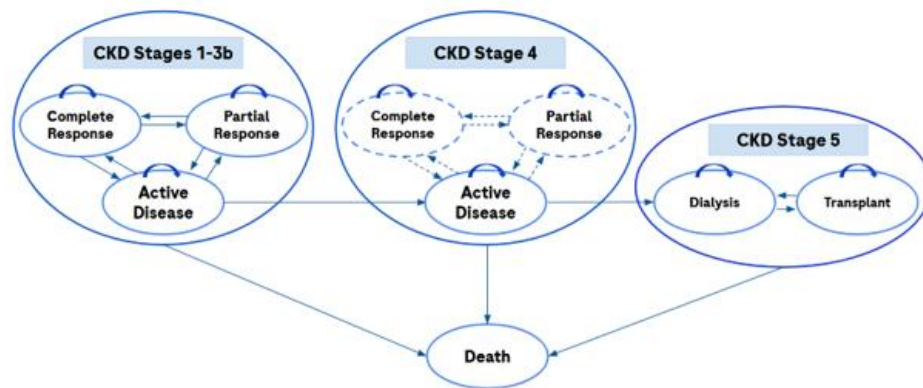 CKD Stages 1-3b
Complete
Response
Partial
Response
Active
Disease
CKD Stage 4
Complete
Response
Partial
Response
Active
Disease
CKD Stage 5
Dialysis
Transplant
Death